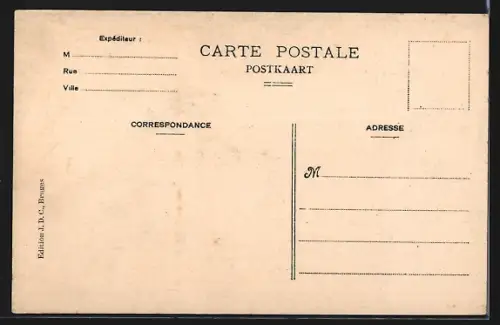 Expéditeur :
M
Rue
Ville
CARTE POSTALE
POSTKAART
CORRESPONDANCE
ADRESSE
M
Edition J. D. C., Bruges